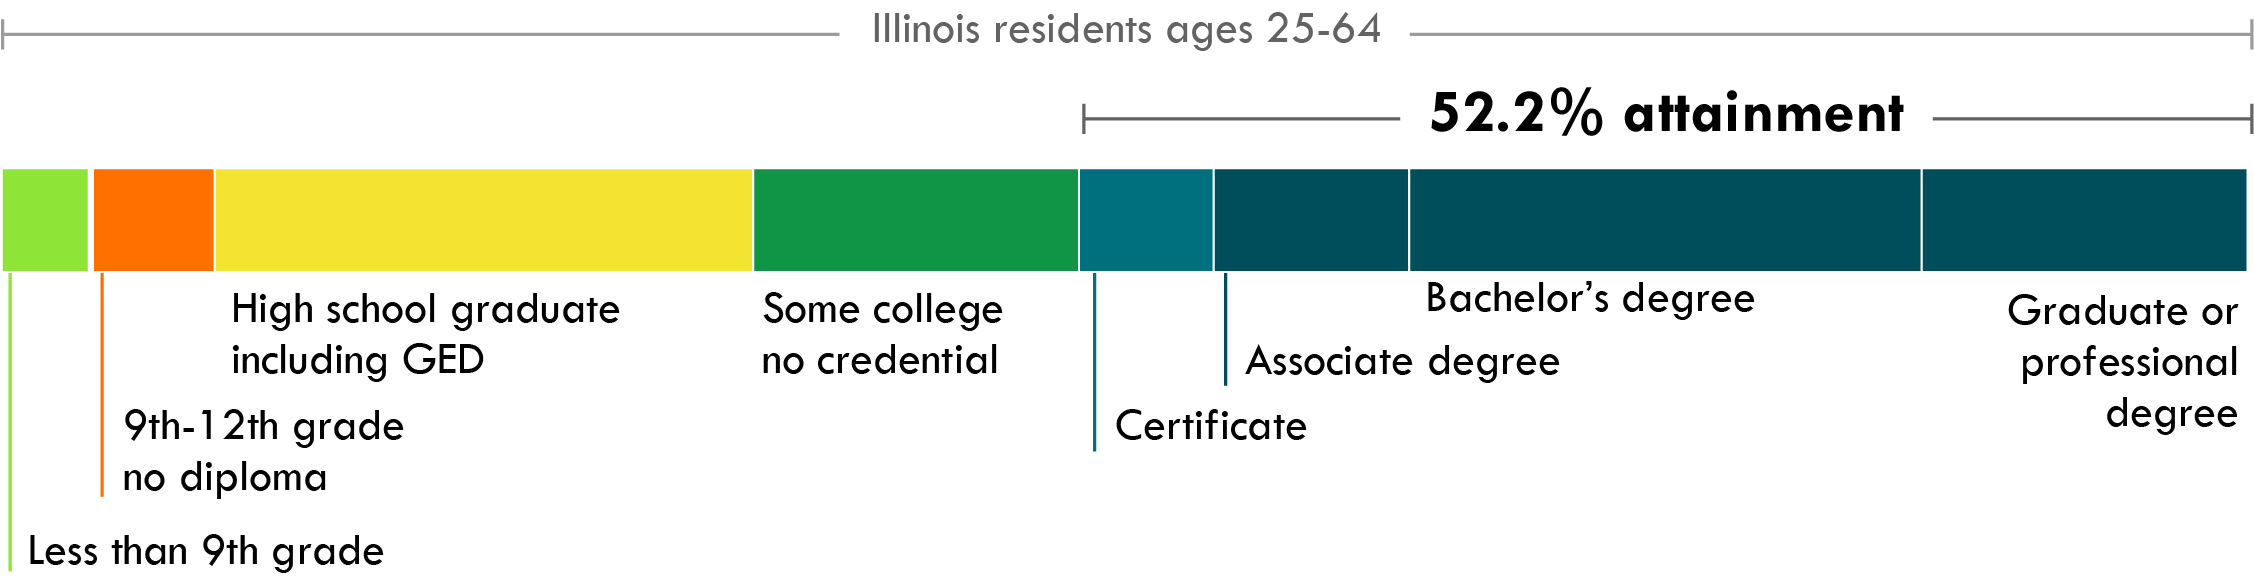 Illinois residents ages 25-64
52.2% attainment
High school graduate
including GED
Some college
no credential
Bachelor’s degree
Graduate or
professional
degree
Associate degree
Certificate
9th-12th grade
no diploma
Less than 9th grade